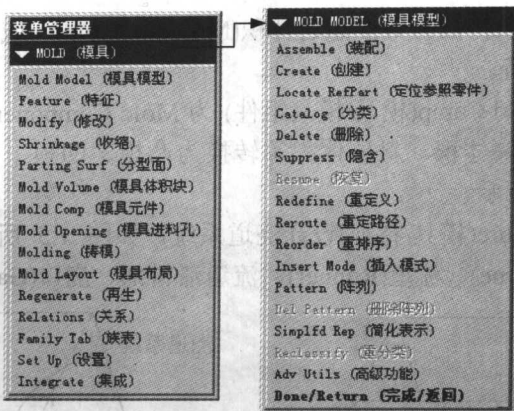 菜单管理器
MOLD (模具)
Mold Model (模具模型)
Feature (特征)
Modify (修改)
Shrinkage (收缩)
Parting Surf (分型面)
Mold Volume (模具体积块)
Mold Comp (模具元件)
Mold Opening (模具进料孔)
Molding (铸模)
Mold Layout (模具布局)
Regenerate (再生)
Relations (关系)
Family Tab (族表)
Set Up (设置)
Integrate (集成)
MOLD MODEL (模具模型)
Assemble (装配)
Create (创建)
Locate RefPart (定位参照零件)
Catalog (分类)
Delete (删除)
Suppress (隐含)
Resume (恢复)
Redefine (重定义)
Reroute (重定路径)
Reorder (重排序)
Insert Mode (插入模式)
Pattern (阵列)
Del Pattern (删除阵列)
Simplfd Rep (简化表示)
Reclassify (重分类)
Adv Utils (高级功能)
Done/Return (完成/返回)